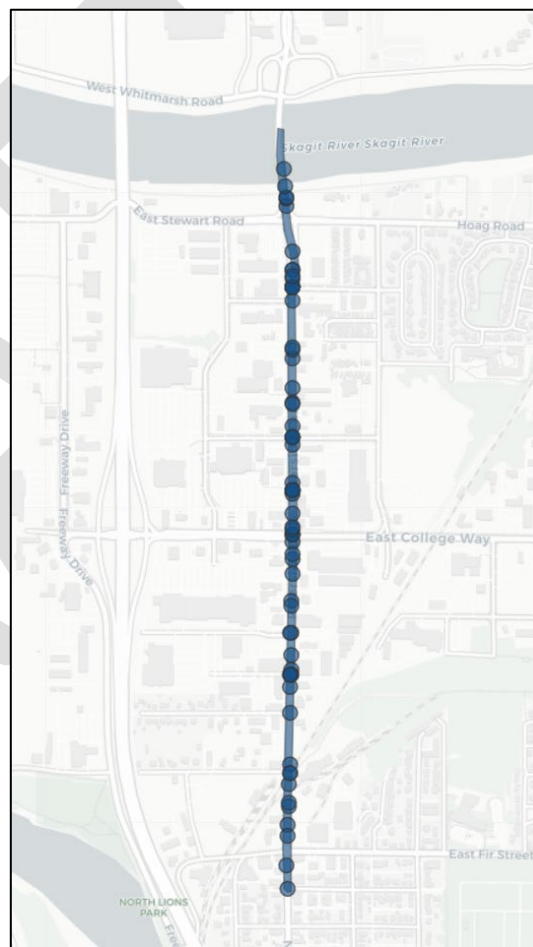 West Whitmarsh Road
Skagit River Skagit River
East Stewart Road
Hoag Road
Freeway Drive
Freeway Drive
East College Way
East Fir Street
NORTH LIONS
PARK
Free
N